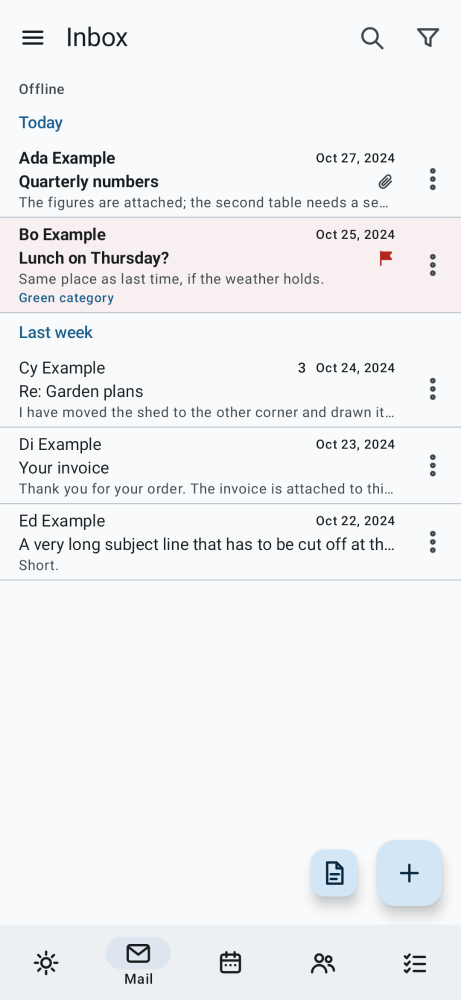 Inbox
Offline
Today
Ada Example Oct 27, 2024
Quarterly numbers
The figures are attached; the second table needs a se…
Bo Example Oct 25, 2024
Lunch on Thursday?
Same place as last time, if the weather holds.
Green category
Last week
Cy Example 3 Oct 24, 2024
Re: Garden plans
I have moved the shed to the other corner and drawn it…
Di Example Oct 23, 2024
Your invoice
Thank you for your order. The invoice is attached to thi…
Ed Example Oct 22, 2024
A very long subject line that has to be cut off at th…
Short.
Mail